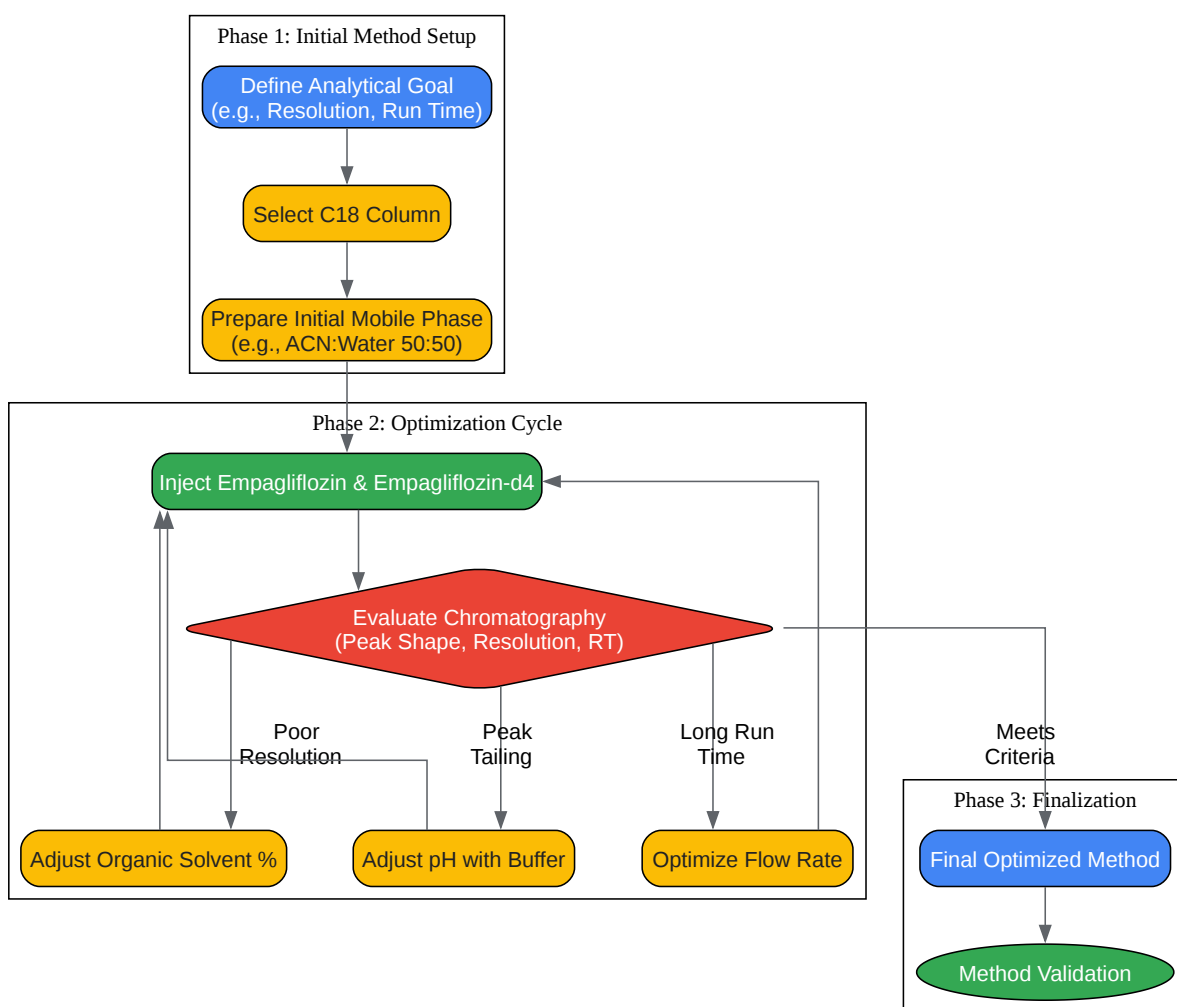 Phase 1: Initial Method Setup
Define Analytical Goal
(e.g., Resolution, Run Time)
Select C18 Column
Prepare Initial Mobile Phase
(e.g., ACN:Water 50:50)
Phase 2: Optimization Cycle
Inject Empagliflozin & Empagliflozin-d4
Evaluate Chromatography
(Peak Shape, Resolution, RT)
Poor
Resolution
Peak
Tailing
Long Run
Time
Meets
Criteria
Adjust Organic Solvent %
Adjust pH with Buffer
Optimize Flow Rate
Phase 3: Finalization
Final Optimized Method
Method Validation